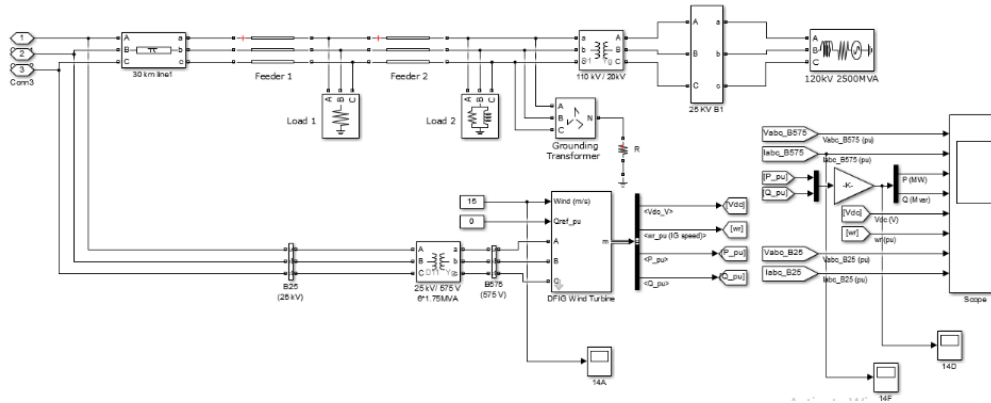 1
2
3
Conn3
A
B
C
a
b
c
30 km line1
Feeder 1
Feeder 2
A B C
Load 1
A B C
Load 2
a
b
c
A
B
C
110 kV / 20kV
A
B
C
a
b
c
25 KV B1
A
B
C
120kV 2500MVA
A
B
C
N
Grounding
Transformer
R
Vabc_B575
Vabc_B575 (pu)
Iabc_B575
Iabc_B575 (pu)
[P_pu]
[Q_pu]
-K-
P (MW)
Q (Mvar)
[Vdc]
Vdc (V)
[wr]
wr (pu)
Vabc_B25
Vabc_B25 (pu)
Iabc_B25
Iabc_B25 (pu)
Scope
15
0
Wind (m/s)
Qref_pu
A
B
C
m
DFIG Wind Turbine
<Vdc_V>
<wr_pu (IG speed)>
<P_pu>
<Q_pu>
[Vdc]
[wr]
[P_pu]
[Q_pu]
B25
(25 kV)
A
B
C
a
b
25 kV/ 575 V
6*1.75MVA
B575
(575 V)
14A
14D
14F